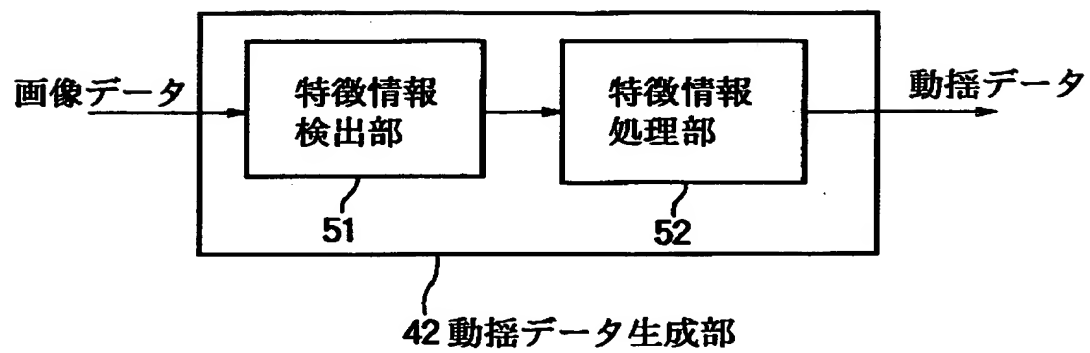 画像データ
特徴情報
検出部
51
特徴情報
処理部
52
動揺データ
42 動揺データ生成部